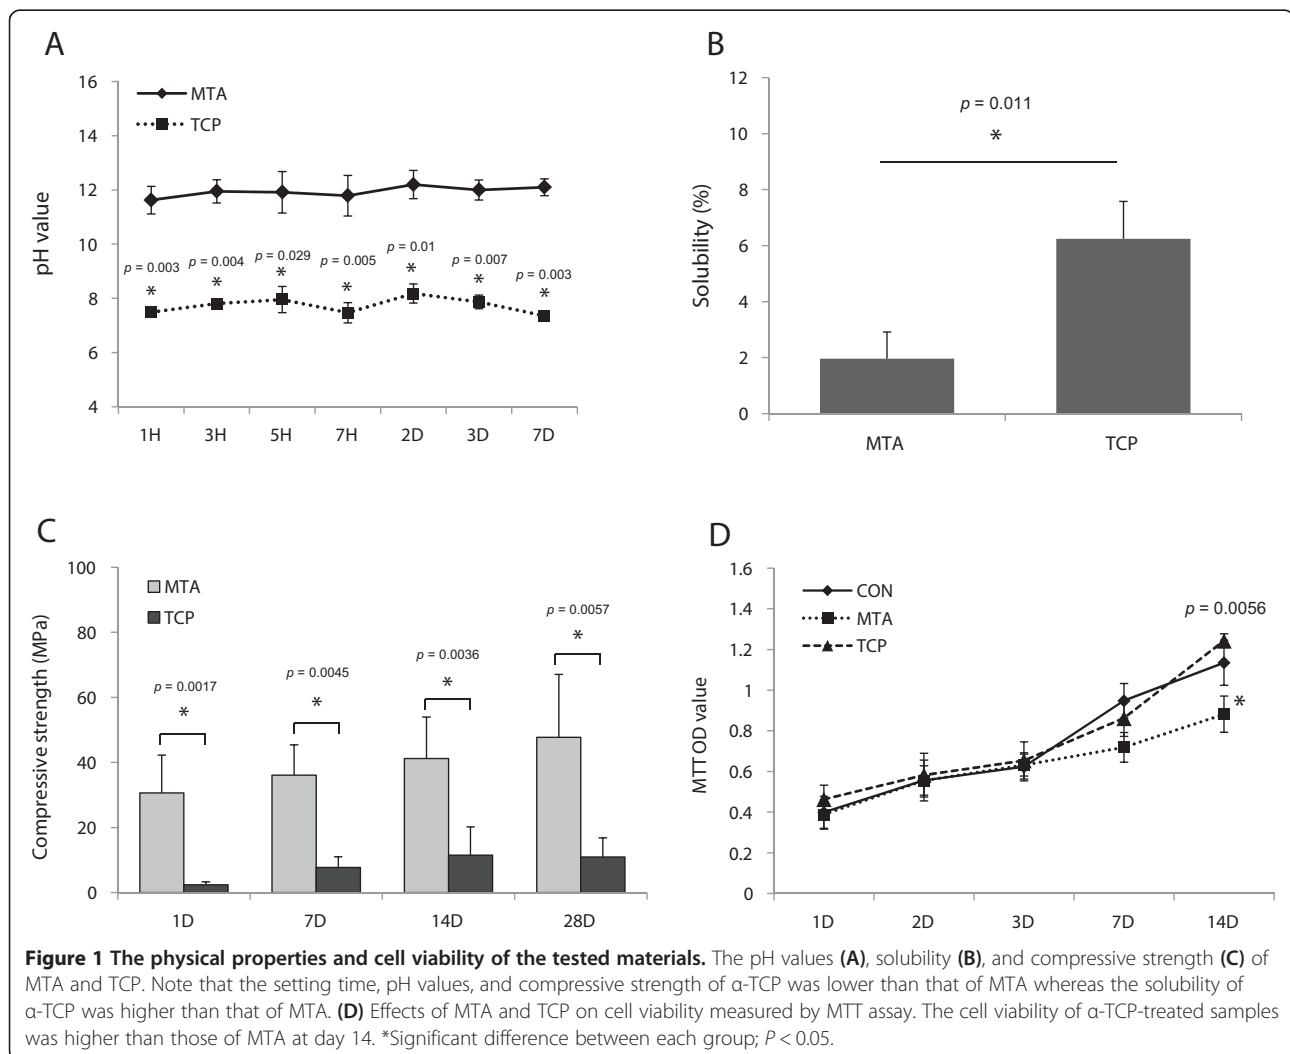 A
16
14
12
10
8
6
4
pH value
MTA
TCP
p = 0.003
p = 0.004
p = 0.029
p = 0.005
p = 0.01
p = 0.007
p = 0.003
* * * * * * *
1H 3H 5H 7H 2D 3D 7D
B
12
10
8
6
4
2
0
Solubility (%)
p = 0.011
*
MTA TCP
C
100
80
60
40
20
0
Compressive strength (MPa)
MTA
TCP
p = 0.0017
*
p = 0.0045
*
p = 0.0036
*
p = 0.0057
*
1D 7D 14D 28D
D
1.6
1.4
1.2
1
0.8
0.6
0.4
0.2
0
MTT OD value
CON
MTA
TCP
p = 0.0056
*
1D 2D 3D 7D 14D
Figure 1 The physical properties and cell viability of the tested materials. The pH values (A), solubility (B), and compressive strength (C) of
MTA and TCP. Note that the setting time, pH values, and compressive strength of α-TCP was lower than that of MTA whereas the solubility of
α-TCP was higher than that of MTA. (D) Effects of MTA and TCP on cell viability measured by MTT assay. The cell viability of α-TCP-treated samples
was higher than those of MTA at day 14. *Significant difference between each group; P < 0.05.